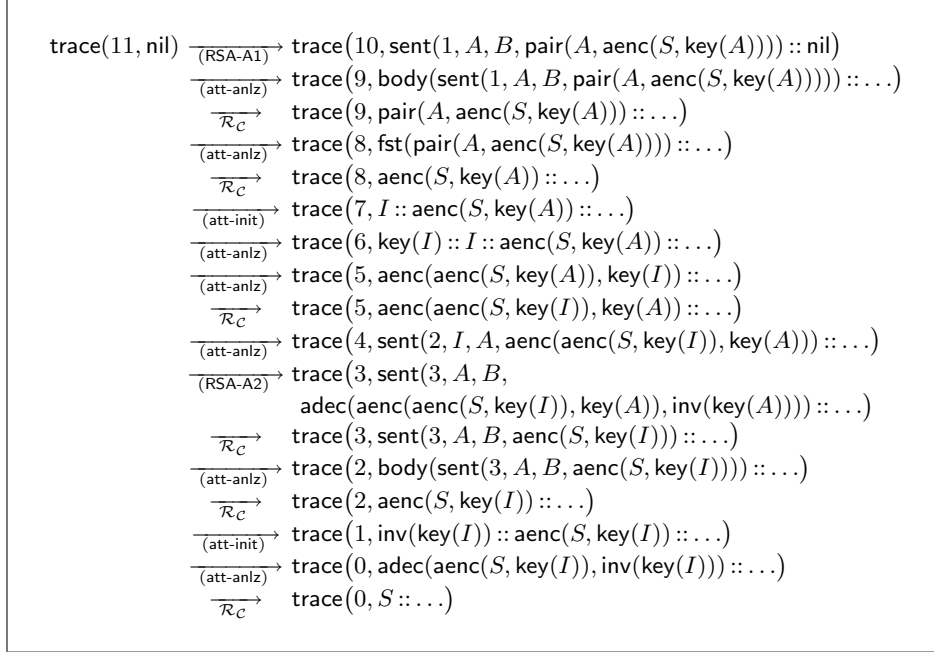 trace(11, nil) →(RSA-A1) trace(10, sent(1, A, B, pair(A, aenc(S, key(A)))) :: nil)
→(att-anlz) trace(9, body(sent(1, A, B, pair(A, aenc(S, key(A))))) :: …)
→R_C trace(9, pair(A, aenc(S, key(A))) :: …)
→(att-anlz) trace(8, fst(pair(A, aenc(S, key(A)))) :: …)
→R_C trace(8, aenc(S, key(A)) :: …)
→(att-init) trace(7, I :: aenc(S, key(A)) :: …)
→(att-anlz) trace(6, key(I) :: I :: aenc(S, key(A)) :: …)
→(att-anlz) trace(5, aenc(aenc(S, key(A)), key(I)) :: …)
→R_C trace(5, aenc(aenc(S, key(I)), key(A)) :: …)
→(att-anlz) trace(4, sent(2, I, A, aenc(aenc(S, key(I)), key(A))) :: …)
→(RSA-A2) trace(3, sent(3, A, B,
adec(aenc(aenc(S, key(I)), key(A)), inv(key(A)))) :: …)
→R_C trace(3, sent(3, A, B, aenc(S, key(I))) :: …)
→(att-anlz) trace(2, body(sent(3, A, B, aenc(S, key(I)))) :: …)
→R_C trace(2, aenc(S, key(I)) :: …)
→(att-init) trace(1, inv(key(I)) :: aenc(S, key(I)) :: …)
→(att-anlz) trace(0, adec(aenc(S, key(I)), inv(key(I))) :: …)
→R_C trace(0, S :: …)